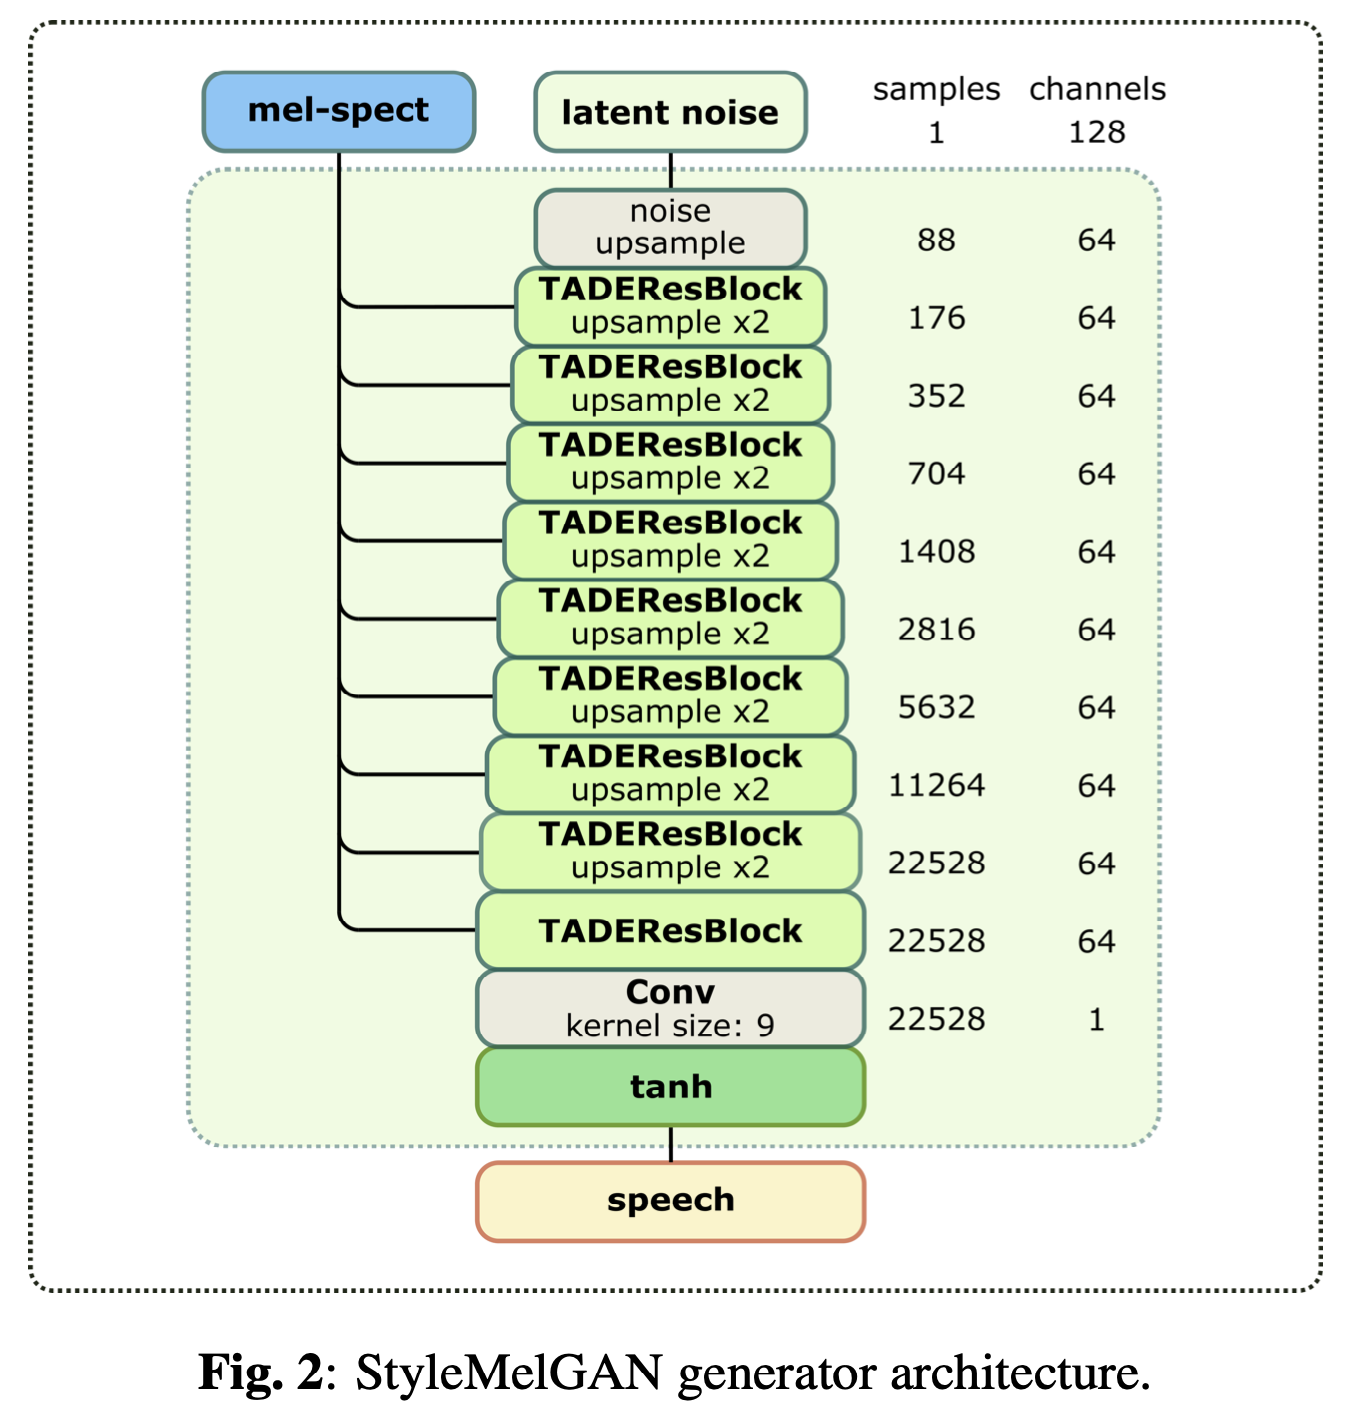 mel-spect
latent noise
samples channels
1 128
noise
upsample
88 64
TADEResBlock
upsample x2
176 64
TADEResBlock
upsample x2
352 64
TADEResBlock
upsample x2
704 64
TADEResBlock
upsample x2
1408 64
TADEResBlock
upsample x2
2816 64
TADEResBlock
upsample x2
5632 64
TADEResBlock
upsample x2
11264 64
TADEResBlock
upsample x2
22528 64
TADEResBlock
22528 64
Conv
kernel size: 9
22528 1
tanh
speech
Fig. 2: StyleMelGAN generator architecture.